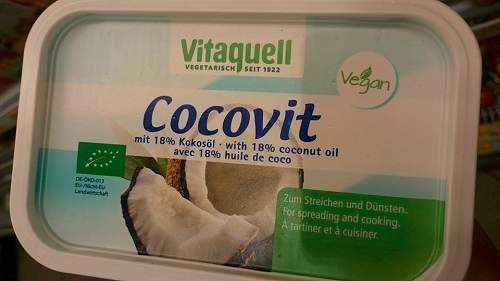 Vitaquell
VEGETARISCH SEIT 1922
Vegan
Cocovit
mit 18% Kokosöl · with 18% coconut oil
avec 18% huile de coco
DE-ÖKO-013
EU-/Nicht-EU-
Landwirtschaft
Zum Streichen und Dünsten.
For spreading and cooking.
À tartiner et à cuisiner.